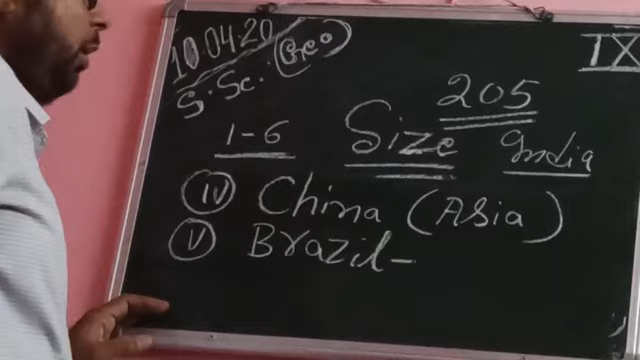 10.04.20
S.Sc. (Geo)
IX
205
1-6 Size India
(iv) China (Asia)
(v) Brazil -